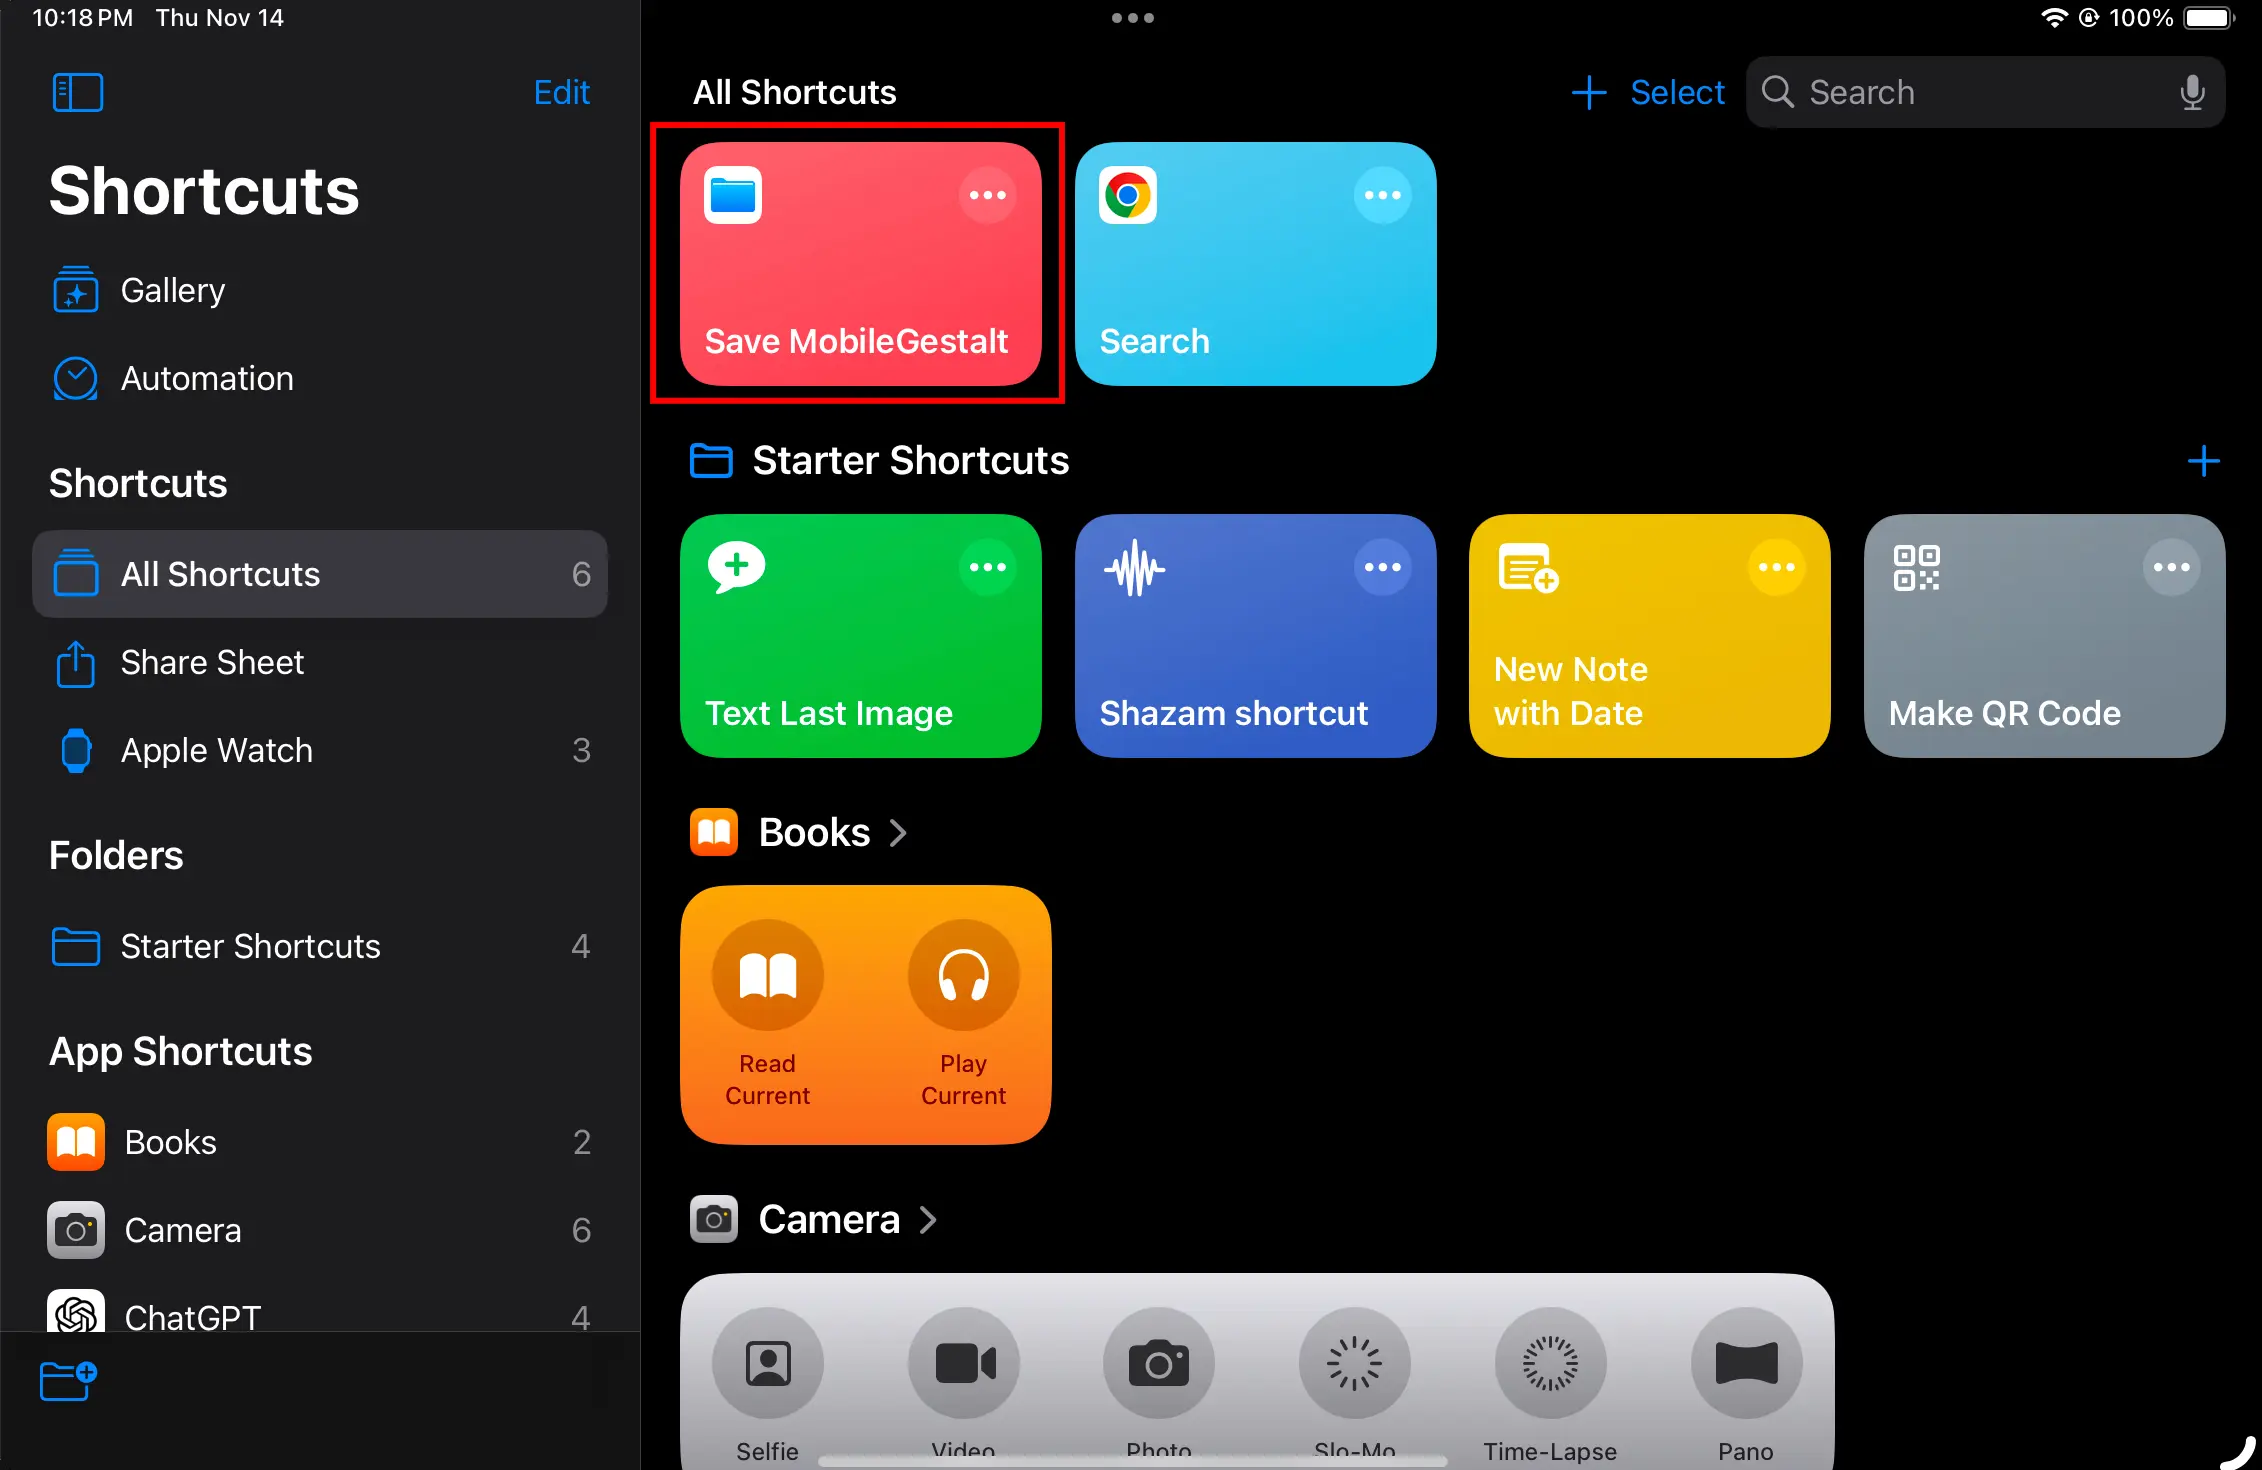 10:18 PM Thu Nov 14
100%
Edit
Shortcuts
Gallery
Automation
Shortcuts
All Shortcuts 6
Share Sheet
Apple Watch 3
Folders
Starter Shortcuts 4
App Shortcuts
Books 2
Camera 6
ChatGPT 4
All Shortcuts
Select
Search
Save MobileGestalt
Search
Starter Shortcuts
Text Last Image
Shazam shortcut
New Note
with Date
Make QR Code
Books
Read
Current
Play
Current
Camera
Selfie
Video
Photo
Slo-Mo
Time-Lapse
Pano